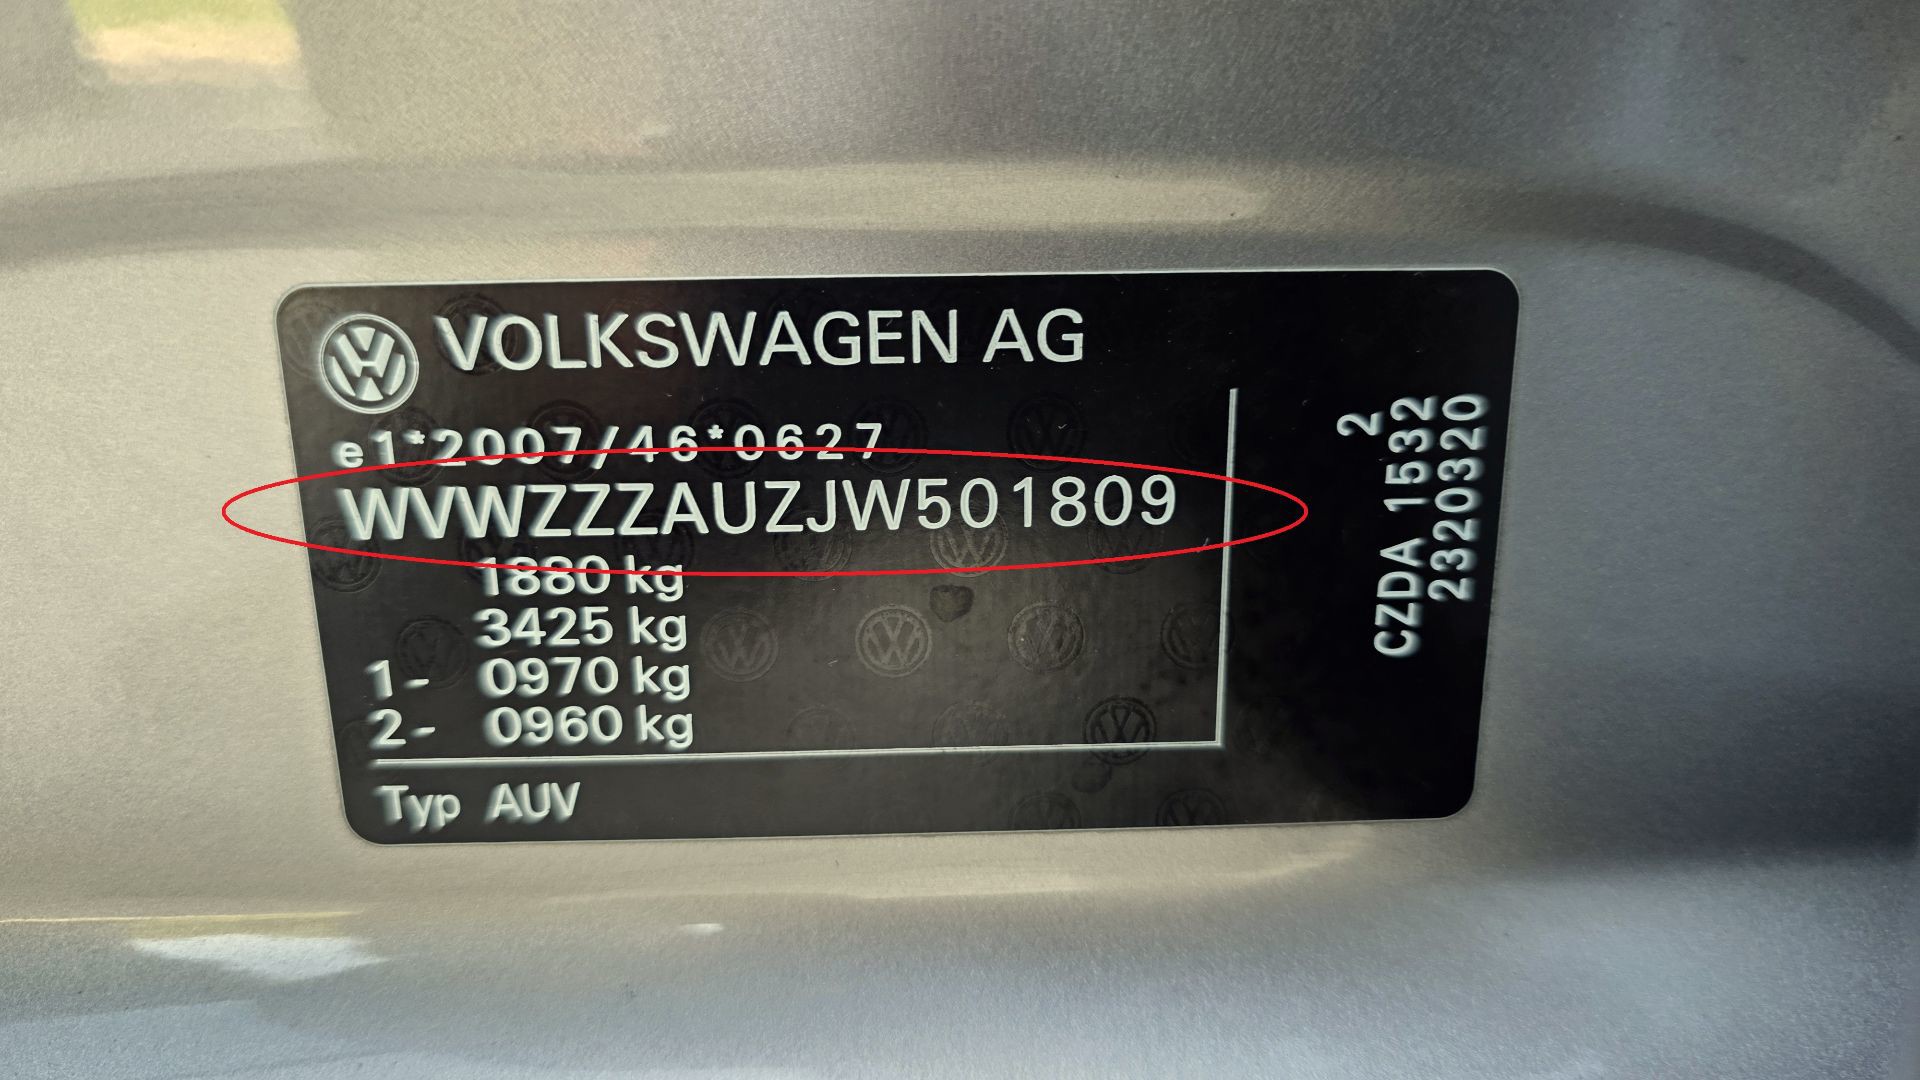 VOLKSWAGEN AG
e1*2007/46*0627
WVWZZZAUZJW501809
1880 kg
3425 kg
1- 0970 kg
2- 0960 kg
Typ AUV
2
CZDA 1532
2320320